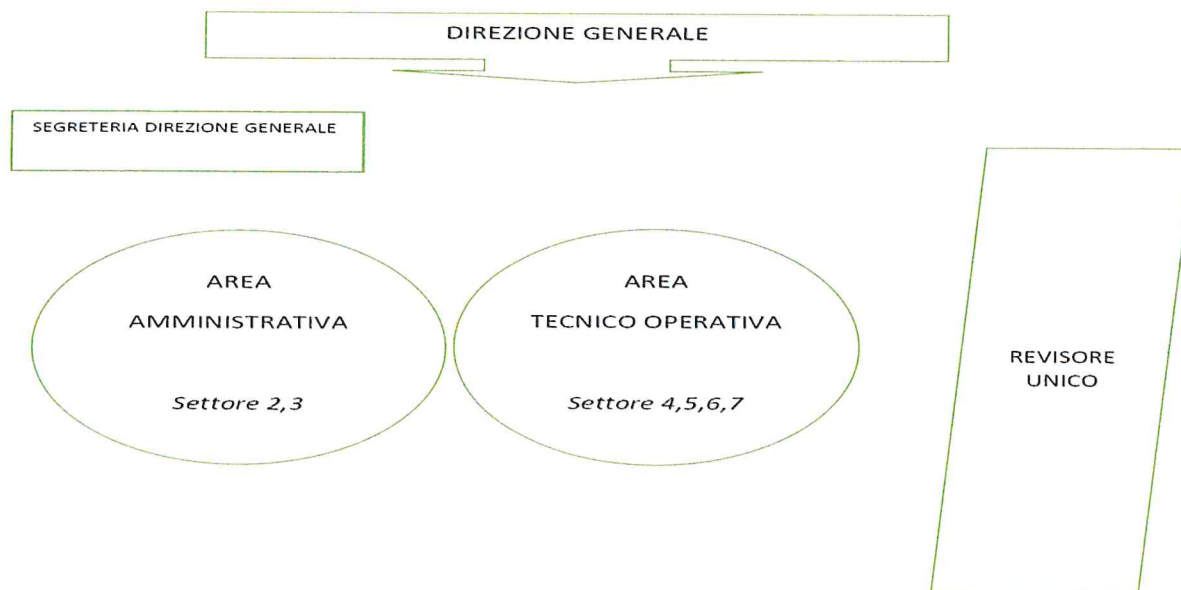 DIREZIONE GENERALE
SEGRETERIA DIREZIONE GENERALE
AREA
AMMINISTRATIVA
Settore 2,3
AREA
TECNICO OPERATIVA
Settore 4,5,6,7
REVISORE
UNICO